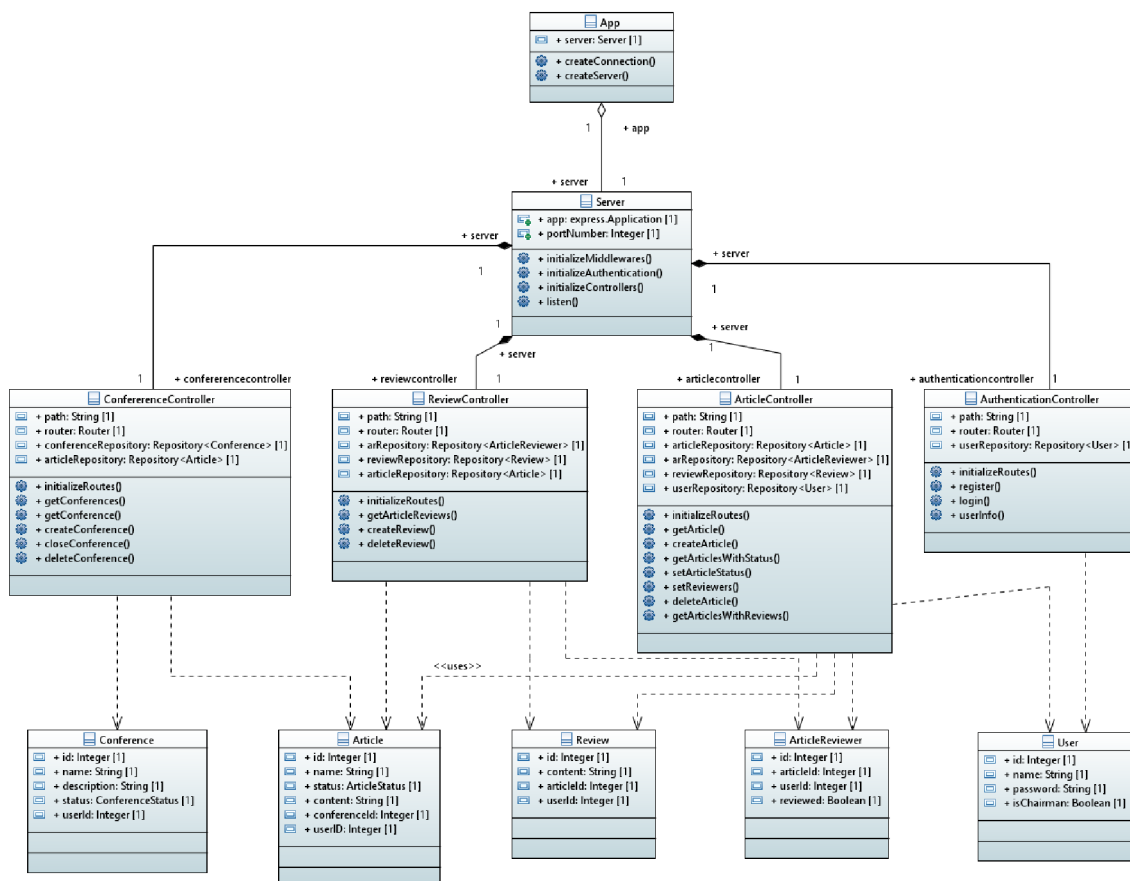 App
+ server: Server [1]
+ createConnection()
+ createServer()
1
+ app
+ server
1
Server
+ app: express.Application [1]
+ portNumber: Integer [1]
+ initializeMiddlewares()
+ initializeAuthentication()
+ initializeControllers()
+ listen()
+ server
1
+ server
1
1
+ server
+ server
1
1
+ confererencecontroller
+ reviewcontroller
1
+ articlecontroller
1
+ authenticationcontroller
1
ConfererenceController
+ path: String [1]
+ router: Router [1]
+ conferenceRepository: Repository<Conference> [1]
+ articleRepository: Repository<Article> [1]
+ initializeRoutes()
+ getConferences()
+ getConference()
+ createConference()
+ closeConference()
+ deleteConference()
ReviewController
+ path: String [1]
+ router: Router [1]
+ arRepository: Repository<ArticleReviewer> [1]
+ reviewRepository: Repository<Review> [1]
+ articleRepository: Repository<Article> [1]
+ initializeRoutes()
+ getArticleReviews()
+ createReview()
+ deleteReview()
ArticleController
+ path: String [1]
+ router: Router [1]
+ articleRepository: Repository<Article> [1]
+ arRepository: Repository<ArticleReviewer> [1]
+ reviewRepository: Repository<Review> [1]
+ userRepository: Repository<User> [1]
+ initializeRoutes()
+ getArticle()
+ createArticle()
+ getArticlesWithStatus()
+ setArticleStatus()
+ setReviewers()
+ deleteArticle()
+ getArticlesWithReviews()
AuthenticationController
+ path: String [1]
+ router: Router [1]
+ userRepository: Repository<User> [1]
+ initializeRoutes()
+ register()
+ login()
+ userInfo()
<<uses>>
Conference
+ id: Integer [1]
+ name: String [1]
+ description: String [1]
+ status: ConferenceStatus [1]
+ userId: Integer [1]
Article
+ id: Integer [1]
+ name: String [1]
+ status: ArticleStatus [1]
+ content: String [1]
+ conferenceId: Integer [1]
+ userID: Integer [1]
Review
+ id: Integer [1]
+ content: String [1]
+ articleId: Integer [1]
+ userId: Integer [1]
ArticleReviewer
+ id: Integer [1]
+ articleId: Integer [1]
+ userId: Integer [1]
+ reviewed: Boolean [1]
User
+ id: Integer [1]
+ name: String [1]
+ password: String [1]
+ isChairman: Boolean [1]